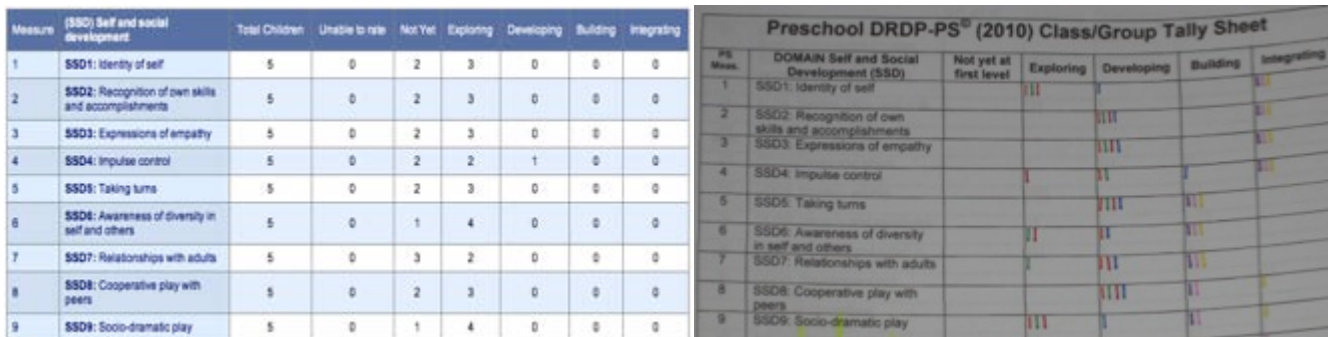 Measure (SSD) Self and social development Total Children Unable to rate Not Yet Exploring Developing Building Integrating
1 SSD1: Identity of self 5 0 2 3 0 0 0
2 SSD2: Recognition of own skills and accomplishments 5 0 2 3 0 0 0
3 SSD3: Expressions of empathy 5 0 2 3 0 0 0
4 SSD4: Impulse control 5 0 2 2 1 0 0
5 SSD5: Taking turns 5 0 2 3 0 0 0
6 SSD6: Awareness of diversity in self and others 5 0 1 4 0 0 0
7 SSD7: Relationships with adults 5 0 3 2 0 0 0
8 SSD8: Cooperative play with peers 5 0 2 3 0 0 0
9 SSD9: Socio-dramatic play 5 0 1 4 0 0 0
Preschool DRDP-PS© (2010) Class/Group Tally Sheet
PS Meas. DOMAIN Self and Social Development (SSD) Not yet at first level Exploring Developing Building Integrating
1 SSD1: Identity of self
2 SSD2: Recognition of own skills and accomplishments
3 SSD3: Expressions of empathy
4 SSD4: Impulse control
5 SSD5: Taking turns
6 SSD6: Awareness of diversity in self and others
7 SSD7: Relationships with adults
8 SSD8: Cooperative play with peers
9 SSD9: Socio-dramatic play